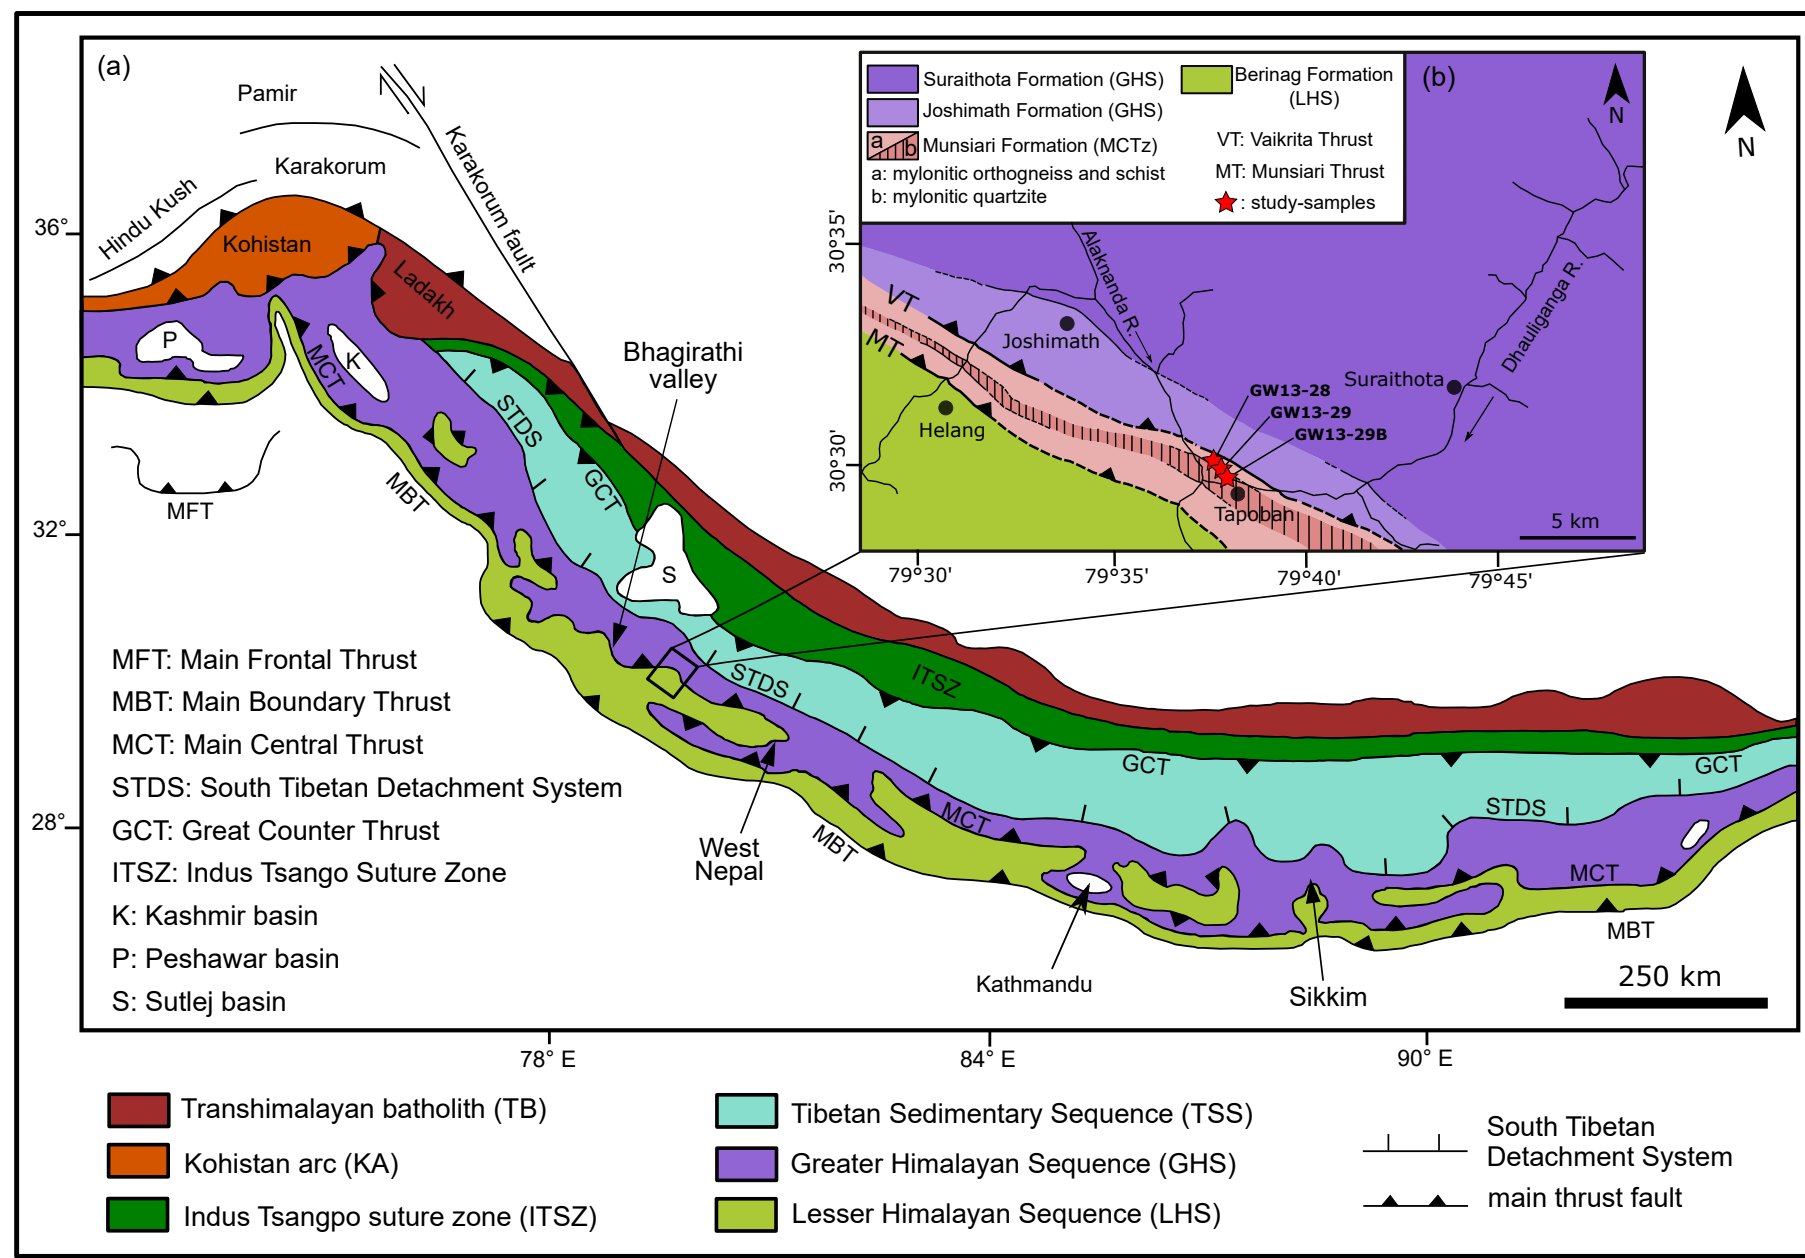 (a)
Pamir
Karakorum
Hindu Kush
Karakorum fault
36°
32°
28°
Kohistan
Ladakh
P
K
MCT
STDS
GCT
MBT
MFT
S
Bhagirathi
valley
STDS
ITSZ
GCT
GCT
STDS
MCT
MCT
MBT
MBT
West
Nepal
Kathmandu
Sikkim
250 km
N
MFT: Main Frontal Thrust
MBT: Main Boundary Thrust
MCT: Main Central Thrust
STDS: South Tibetan Detachment System
GCT: Great Counter Thrust
ITSZ: Indus Tsango Suture Zone
K: Kashmir basin
P: Peshawar basin
S: Sutlej basin
78° E
84° E
90° E
(b)
Suraithota Formation (GHS)
Joshimath Formation (GHS)
a b
Munsiari Formation (MCTz)
a: mylonitic orthogneiss and schist
b: mylonitic quartzite
Berinag Formation
(LHS)
VT: Vaikrita Thrust
MT: Munsiari Thrust
: study-samples
N
30°35'
30°30'
VT
MT
Alaknanda R.
Dhauliganga R.
Joshimath
Helang
Suraithota
Tapoban
GW13-28
GW13-29
GW13-29B
5 km
79°30'
79°35'
79°40'
79°45'
Transhimalayan batholith (TB)
Kohistan arc (KA)
Indus Tsangpo suture zone (ITSZ)
Tibetan Sedimentary Sequence (TSS)
Greater Himalayan Sequence (GHS)
Lesser Himalayan Sequence (LHS)
South Tibetan
Detachment System
main thrust fault